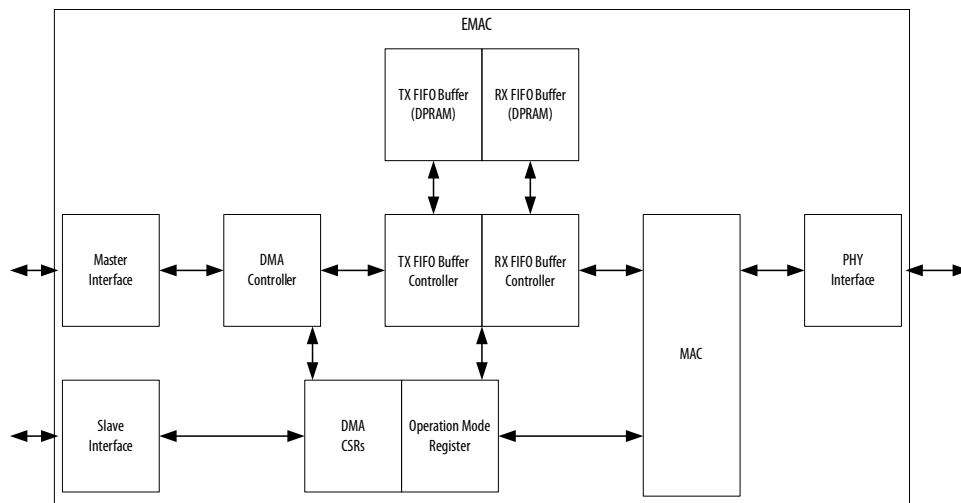 EMAC
TX FIFO Buffer
(DPRAM)
RX FIFO Buffer
(DPRAM)
Master
Interface
DMA
Controller
TX FIFO Buffer
Controller
RX FIFO Buffer
Controller
MAC
PHY
Interface
Slave
Interface
DMA
CSRs
Operation Mode
Register